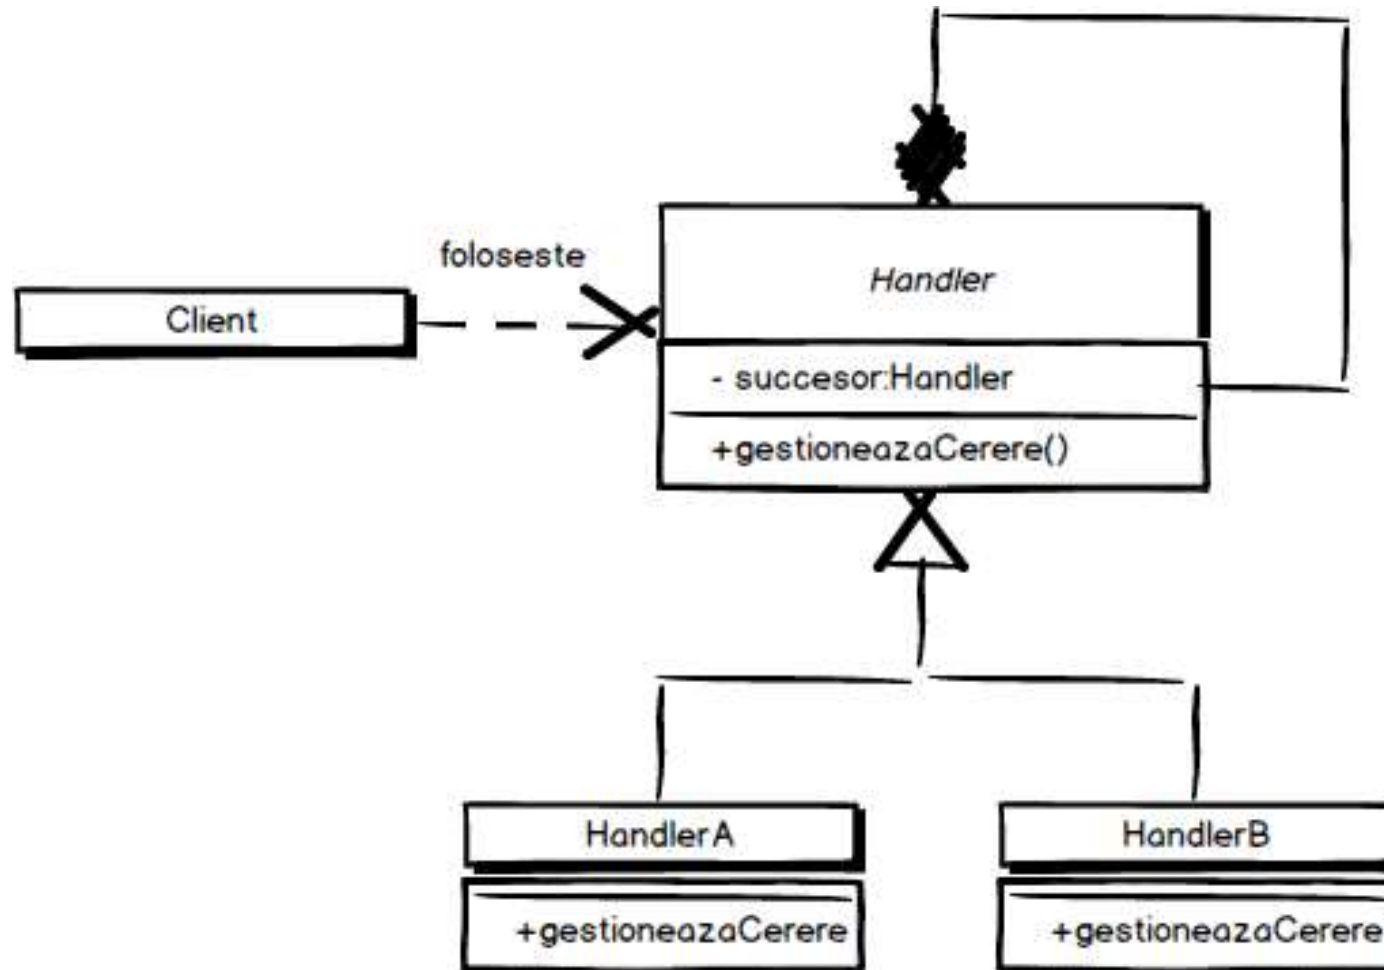 foloseste
Handler
Client
- succesor:Handler
+gestioneazaCerere()
HandlerA
HandlerB
+gestioneazaCerere
+gestioneazaCerere